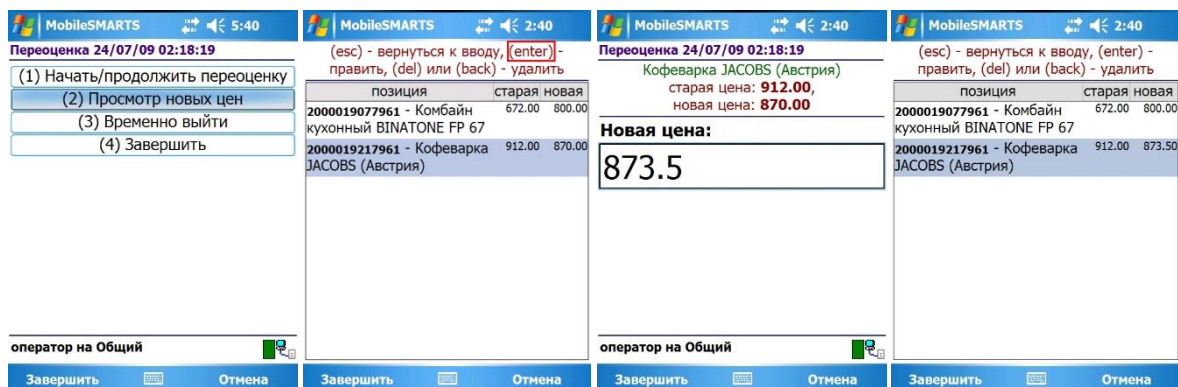 MobileSMARTS 5:40
Переоценка 24/07/09 02:18:19
(1) Начать/продолжить переоценку
(2) Просмотр новых цен
(3) Временно выйти
(4) Завершить
оператор на Общий
Завершить Отмена
MobileSMARTS 2:40
(esc) - вернуться к вводу, (enter) -
править, (del) или (back) - удалить
позиция старая новая
2000019077961 - Комбайн 672.00 800.00
кухонный BINATONE FP 67
2000019217961 - Кофеварка 912.00 870.00
JACOBS (Австрия)
Завершить Отмена
MobileSMARTS 2:40
Переоценка 24/07/09 02:18:19
Кофеварка JACOBS (Австрия)
старая цена: 912.00,
новая цена: 870.00
Новая цена:
873.5
оператор на Общий
Завершить Отмена
MobileSMARTS 2:40
(esc) - вернуться к вводу, (enter) -
править, (del) или (back) - удалить
позиция старая новая
2000019077961 - Комбайн 672.00 800.00
кухонный BINATONE FP 67
2000019217961 - Кофеварка 912.00 873.50
JACOBS (Австрия)
Завершить Отмена